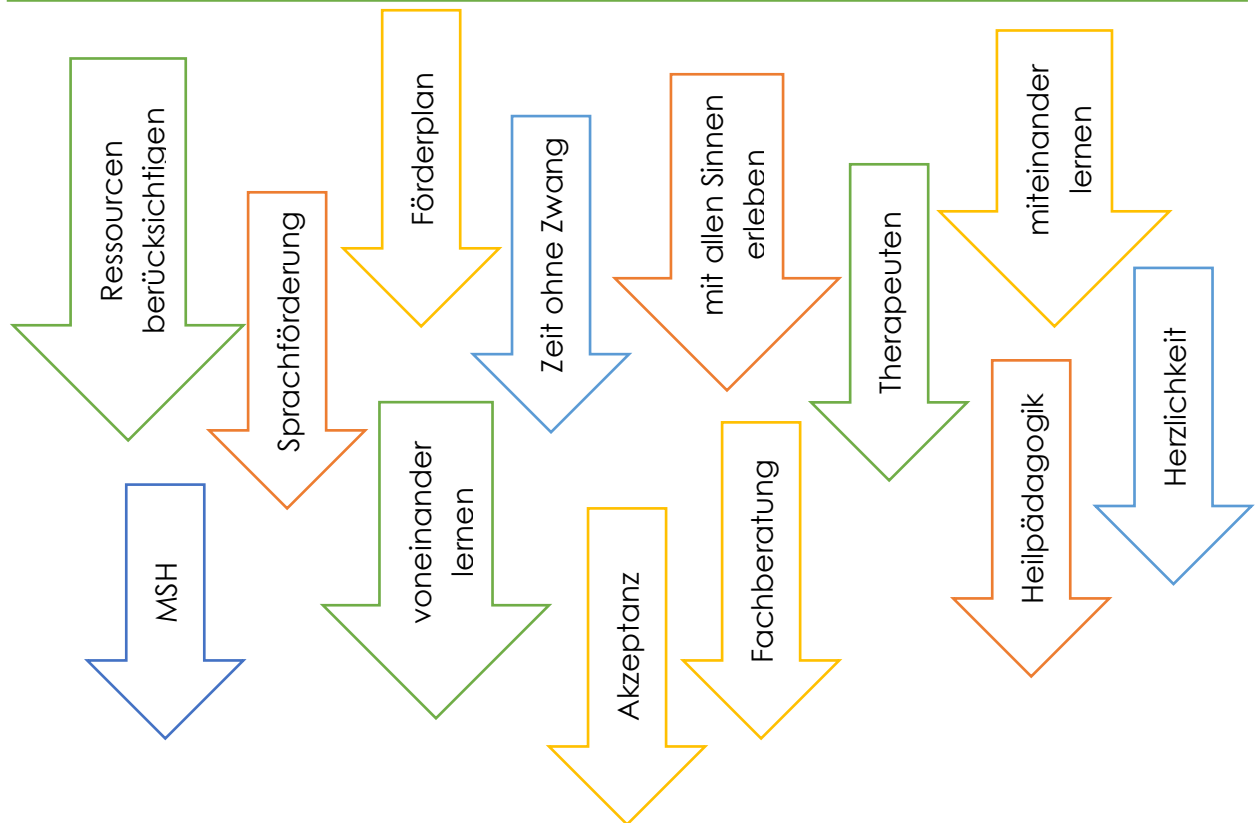 Ressourcen
berücksichtigen
Sprachförderung
Förderplan
Zeit ohne Zwang
mit allen Sinnen
erleben
Therapeuten
miteinander
lernen
Herzlichkeit
MSH
voneinander
lernen
Akzeptanz
Fachberatung
Heilpädagogik